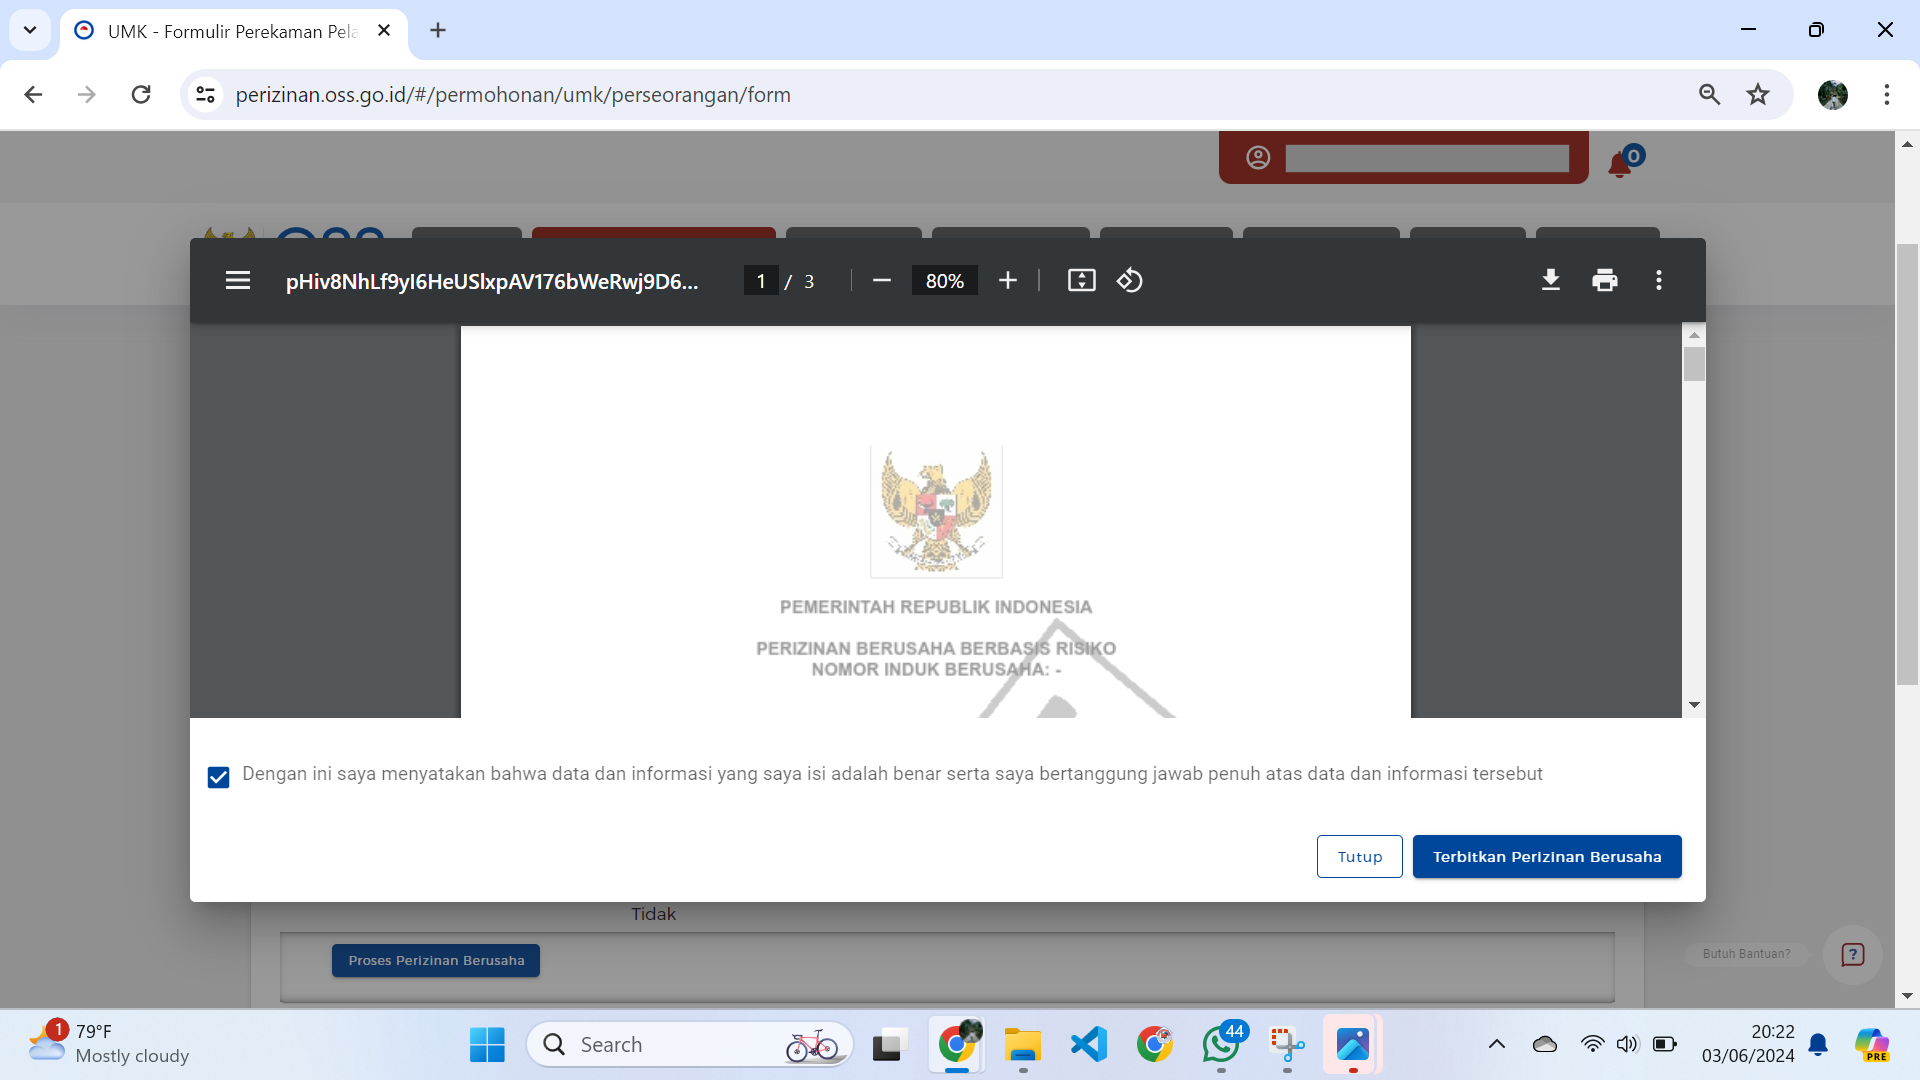 UMK - Formulir Perekaman Pela
perizinan.oss.go.id/#/permohonan/umk/perseorangan/form
0
pHiv8NhLf9yI6HeUSlxpAV176bWeRwj9D6...
1 / 3
80%
PEMERINTAH REPUBLIK INDONESIA
PERIZINAN BERUSAHA BERBASIS RISIKO
NOMOR INDUK BERUSAHA: -
Dengan ini saya menyatakan bahwa data dan informasi yang saya isi adalah benar serta saya bertanggung jawab penuh atas data dan informasi tersebut
Tutup
Terbitkan Perizinan Berusaha
Tidak
Proses Perizinan Berusaha
Butuh Bantuan?
1
79°F
Mostly cloudy
Search
44
20:22
03/06/2024
PRE